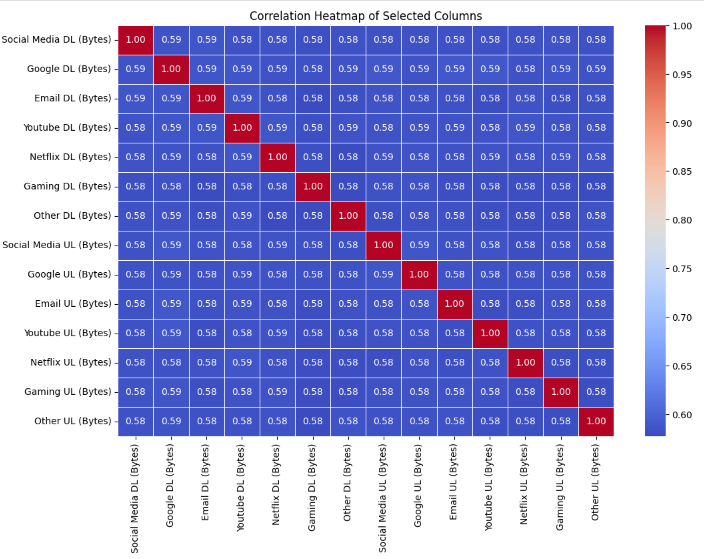 Correlation Heatmap of Selected Columns
Social Media DL (Bytes) 1.00 0.59 0.59 0.58 0.58 0.58 0.58 0.58 0.58 0.58 0.58 0.58 0.58 0.58
Google DL (Bytes) 0.59 1.00 0.59 0.59 0.59 0.58 0.59 0.58 0.59 0.58 0.59 0.58 0.59 0.59
Email DL (Bytes) 0.59 0.59 1.00 0.59 0.58 0.58 0.58 0.58 0.58 0.58 0.58 0.58 0.58 0.58
Youtube DL (Bytes) 0.58 0.59 0.59 1.00 0.59 0.58 0.59 0.59 0.58 0.59 0.58 0.58 0.58 0.58
Netflix DL (Bytes) 0.58 0.59 0.58 0.59 1.00 0.58 0.58 0.59 0.58 0.58 0.59 0.58 0.59 0.58
Gaming DL (Bytes) 0.58 0.58 0.58 0.58 0.58 1.00 0.58 0.58 0.58 0.58 0.58 0.58 0.58 0.58
Other DL (Bytes) 0.58 0.59 0.58 0.59 0.58 0.58 1.00 0.58 0.58 0.58 0.58 0.58 0.58 0.58
Social Media UL (Bytes) 0.58 0.58 0.58 0.59 0.59 0.58 0.58 1.00 0.59 0.58 0.58 0.58 0.58 0.58
Google UL (Bytes) 0.58 0.59 0.58 0.58 0.58 0.58 0.58 0.59 1.00 0.58 0.58 0.58 0.58 0.58
Email UL (Bytes) 0.58 0.58 0.58 0.59 0.58 0.58 0.58 0.58 0.58 1.00 0.58 0.58 0.58 0.58
Youtube UL (Bytes) 0.58 0.59 0.58 0.58 0.59 0.58 0.58 0.58 0.58 0.58 1.00 0.58 0.58 0.58
Netflix UL (Bytes) 0.58 0.58 0.58 0.58 0.58 0.58 0.58 0.58 0.58 0.58 0.58 1.00 0.58 0.58
Gaming UL (Bytes) 0.58 0.59 0.58 0.58 0.59 0.58 0.58 0.58 0.58 0.58 0.58 0.58 1.00 0.58
Other UL (Bytes) 0.58 0.59 0.58 0.58 0.58 0.58 0.58 0.58 0.58 0.58 0.58 0.58 0.58 1.00
Social Media DL (Bytes)
Google DL (Bytes)
Email DL (Bytes)
Youtube DL (Bytes)
Netflix DL (Bytes)
Gaming DL (Bytes)
Other DL (Bytes)
Social Media UL (Bytes)
Google UL (Bytes)
Email UL (Bytes)
Youtube UL (Bytes)
Netflix UL (Bytes)
Gaming UL (Bytes)
Other UL (Bytes)
1.00
0.95
0.90
0.85
0.80
0.75
0.70
0.65
0.60